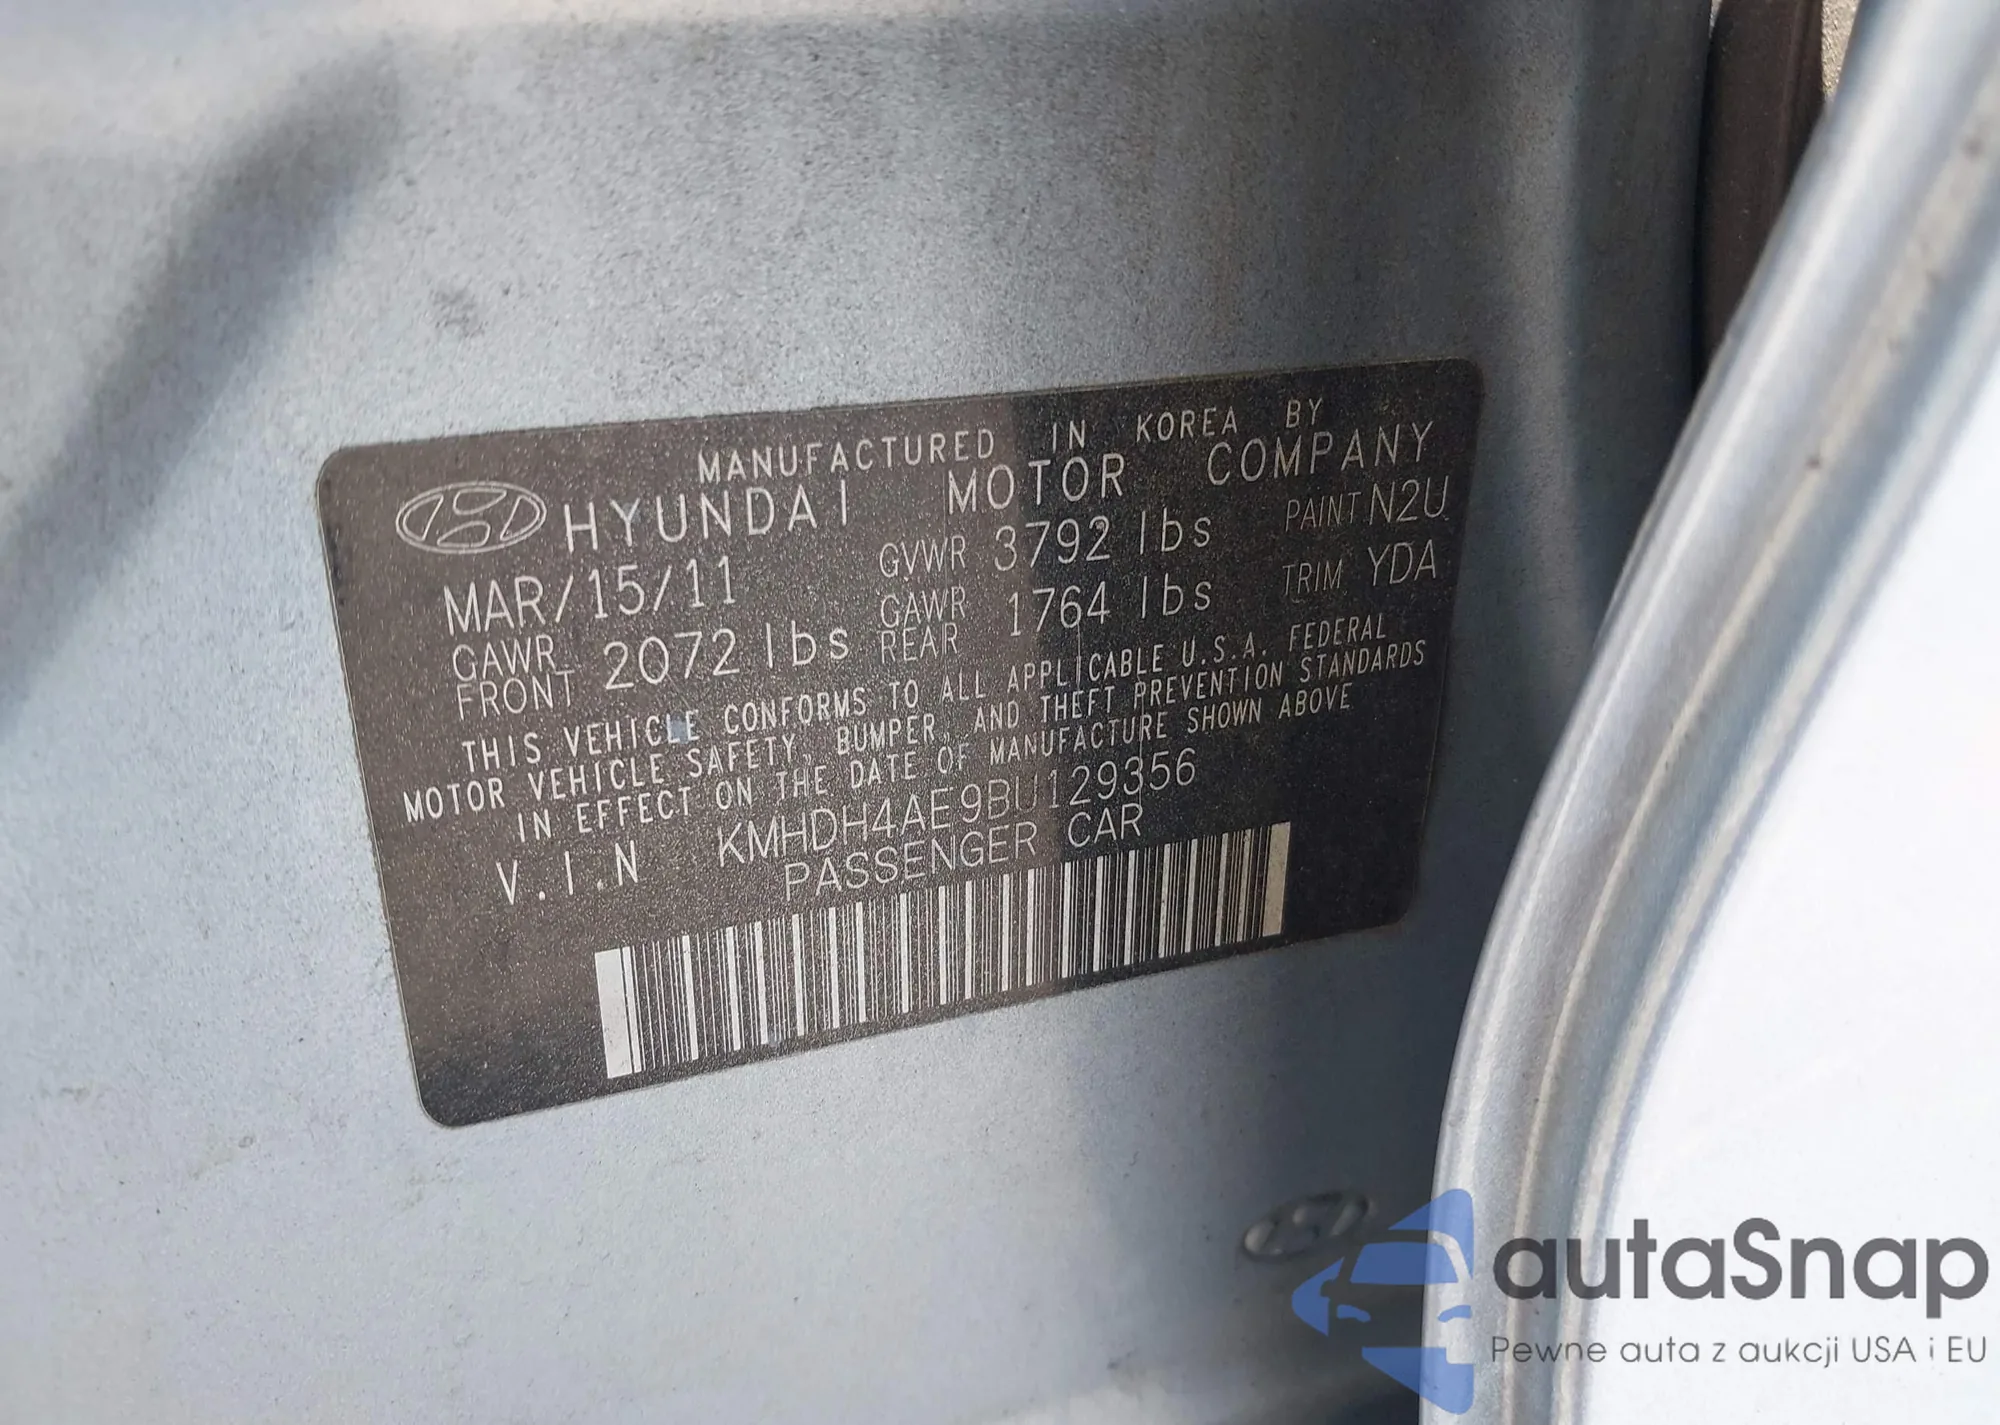 MANUFACTURED IN KOREA BY
HYUNDAI MOTOR COMPANY
MAR/15/11 GVWR 3792 lbs PAINT N2U
GAWR FRONT 2072 lbs GAWR REAR 1764 lbs TRIM YDA
THIS VEHICLE CONFORMS TO ALL APPLICABLE U.S.A. FEDERAL
MOTOR VEHICLE SAFETY, BUMPER, AND THEFT PREVENTION STANDARDS
IN EFFECT ON THE DATE OF MANUFACTURE SHOWN ABOVE
V.I.N KMHDH4AE9BU129356
PASSENGER CAR
autaSnap
Pewne auta z aukcji USA i EU